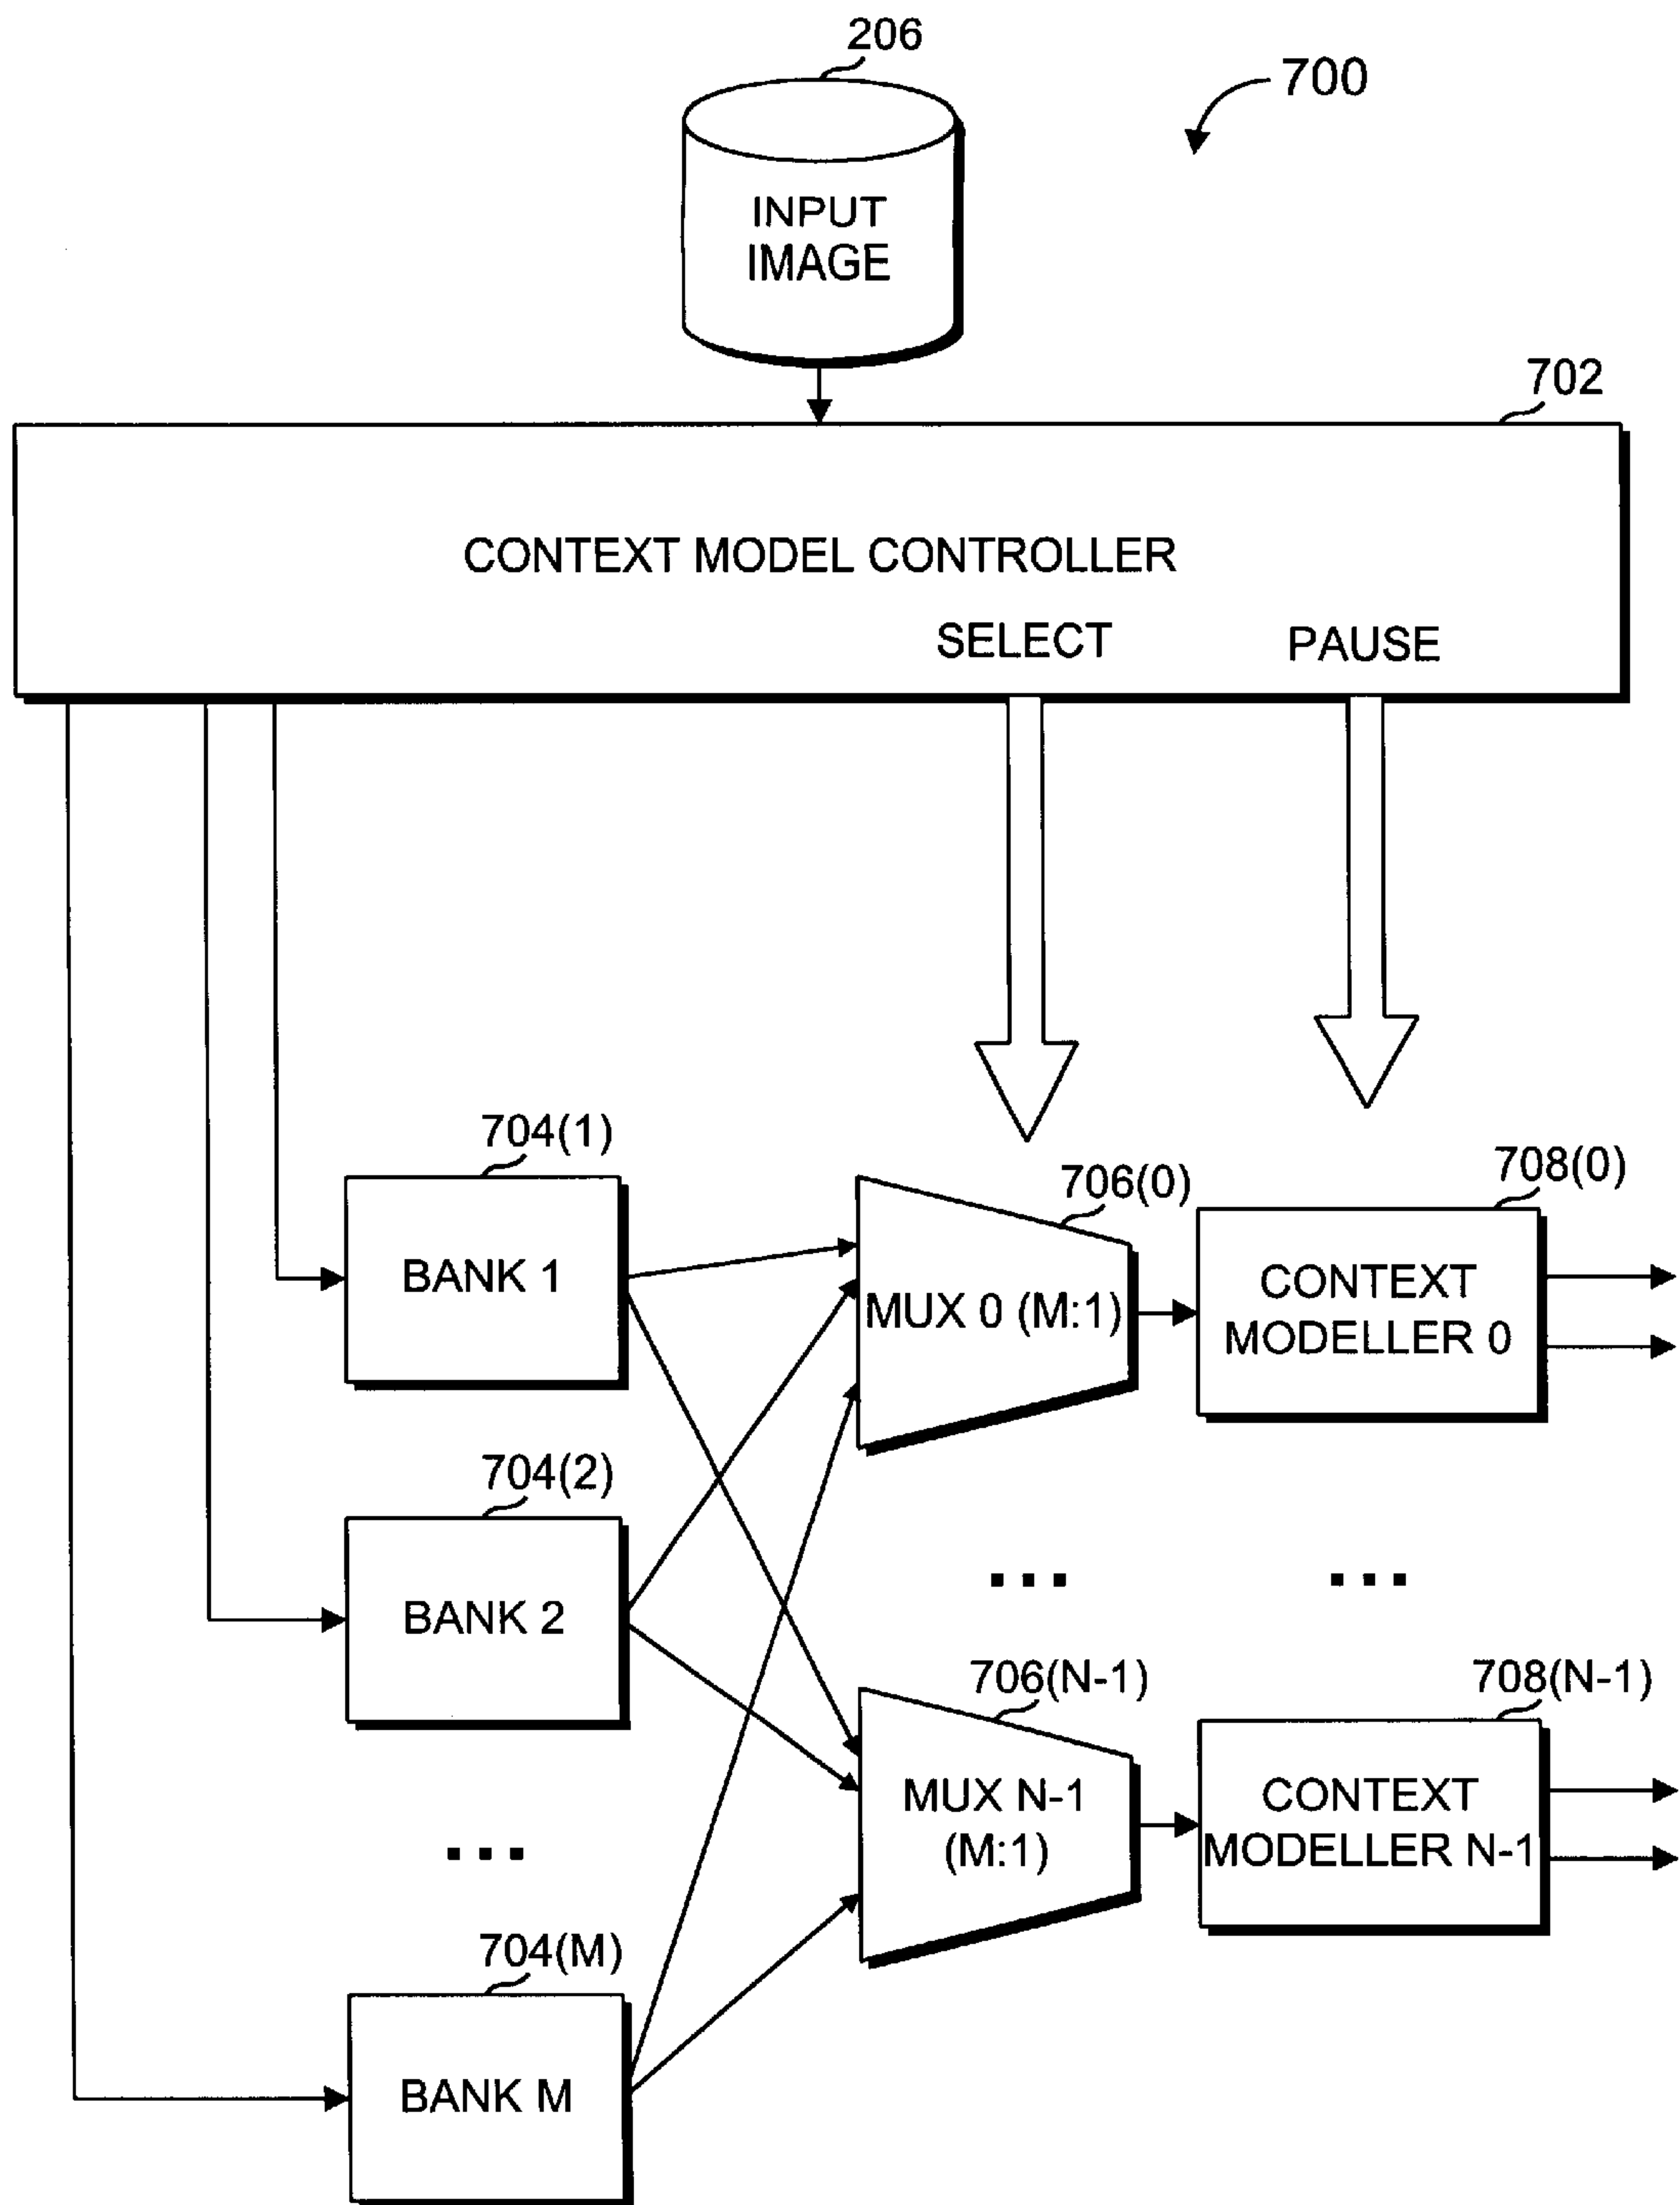 206
700
INPUT
IMAGE
702
CONTEXT MODEL CONTROLLER
SELECT
PAUSE
704(1)
BANK 1
706(0)
MUX 0 (M:1)
708(0)
CONTEXT
MODELLER 0
704(2)
BANK 2
...
...
706(N-1)
MUX N-1
(M:1)
708(N-1)
CONTEXT
MODELLER N-1
...
704(M)
BANK M